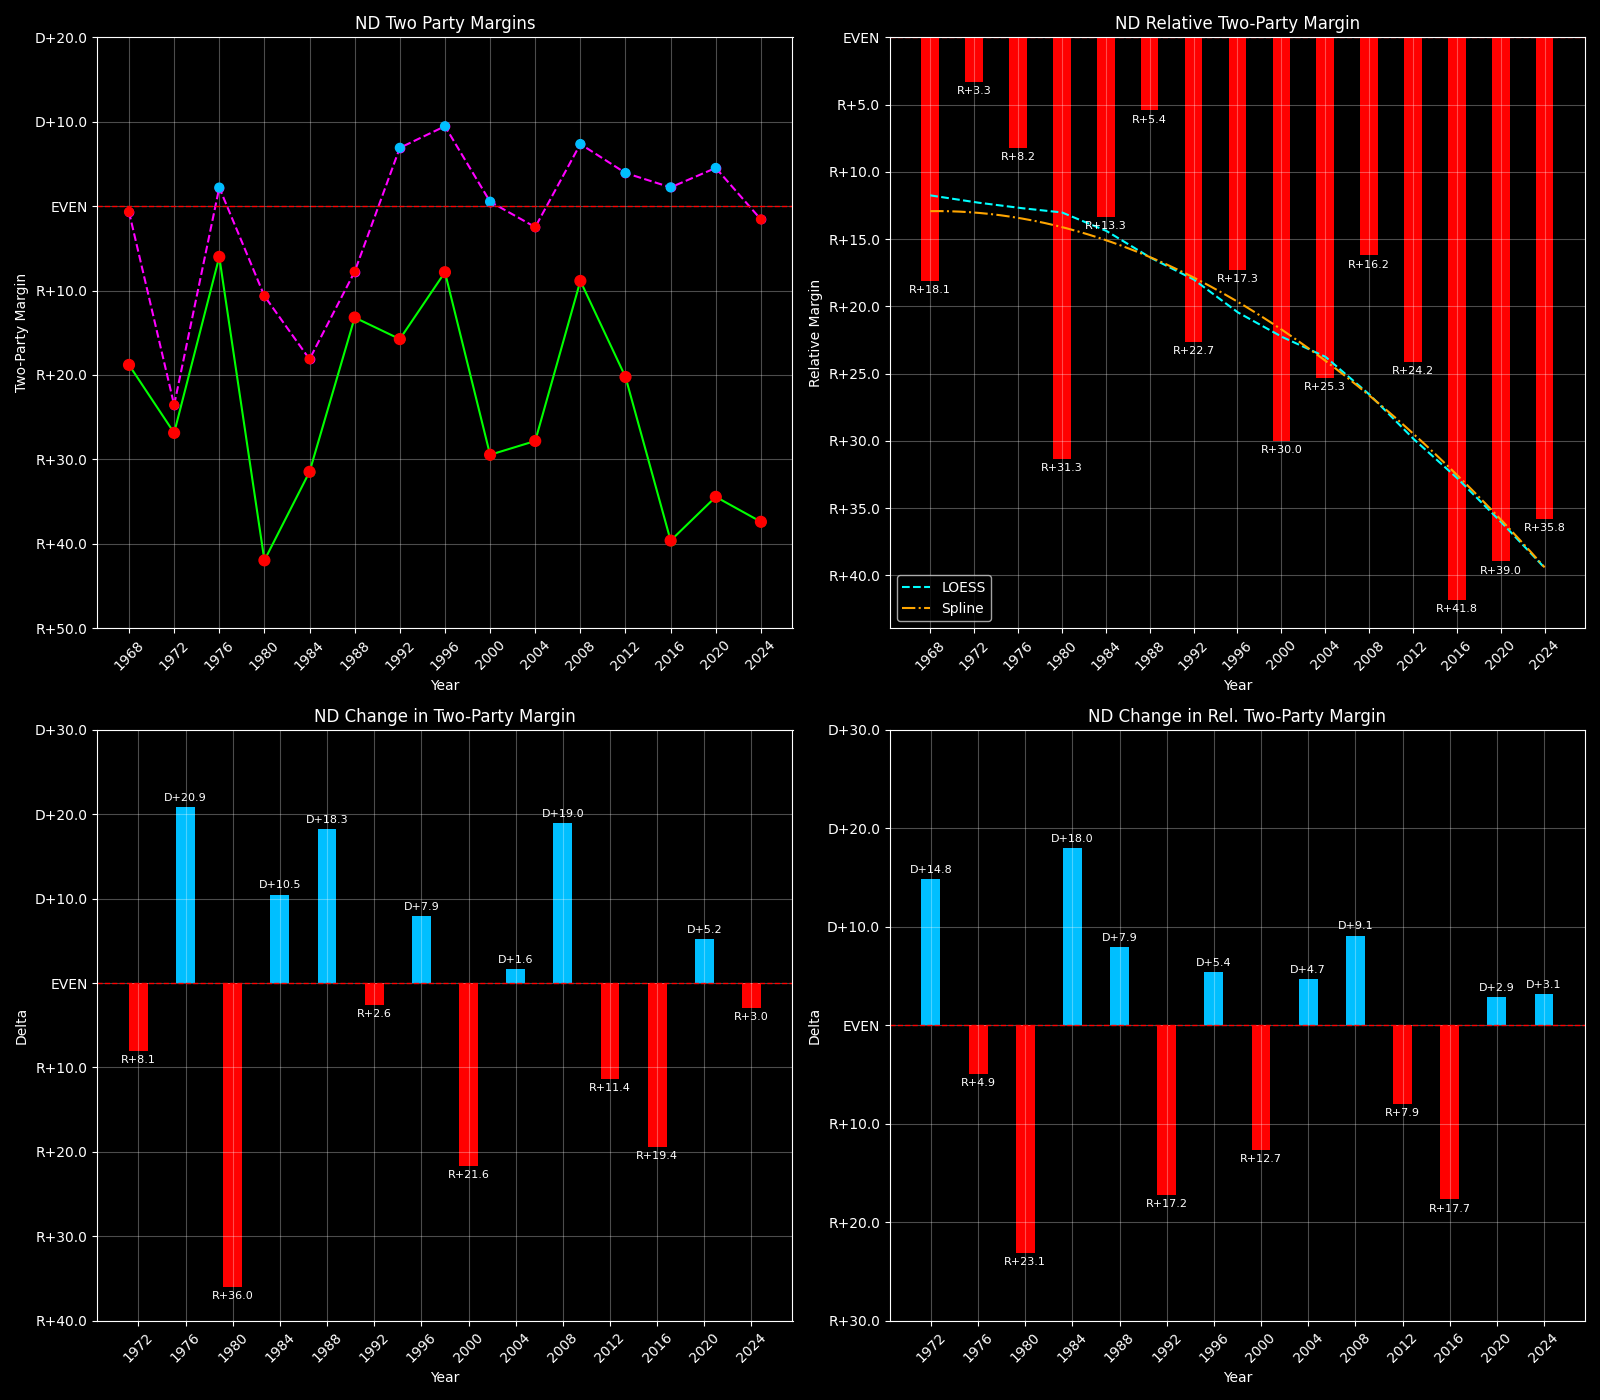 ND Two Party Margins
D+20.0
D+10.0
EVEN
R+10.0
R+20.0
R+30.0
R+40.0
R+50.0
Two-Party Margin
1968
1972
1976
1980
1984
1988
1992
1996
2000
2004
2008
2012
2016
2020
2024
Year
ND Relative Two-Party Margin
EVEN
R+5.0
R+10.0
R+15.0
R+20.0
R+25.0
R+30.0
R+35.0
R+40.0
Relative Margin
R+18.1
R+3.3
R+8.2
R+31.3
R+13.3
R+5.4
R+22.7
R+17.3
R+30.0
R+25.3
R+16.2
R+24.2
R+41.8
R+39.0
R+35.8
LOESS
Spline
1968
1972
1976
1980
1984
1988
1992
1996
2000
2004
2008
2012
2016
2020
2024
Year
ND Change in Two-Party Margin
D+30.0
D+20.0
D+10.0
EVEN
R+10.0
R+20.0
R+30.0
R+40.0
Delta
R+8.1
D+20.9
R+36.0
D+10.5
D+18.3
R+2.6
D+7.9
R+21.6
D+1.6
D+19.0
R+11.4
R+19.4
D+5.2
R+3.0
1972
1976
1980
1984
1988
1992
1996
2000
2004
2008
2012
2016
2020
2024
Year
ND Change in Rel. Two-Party Margin
D+30.0
D+20.0
D+10.0
EVEN
R+10.0
R+20.0
R+30.0
Delta
D+14.8
R+4.9
R+23.1
D+18.0
D+7.9
R+17.2
D+5.4
R+12.7
D+4.7
D+9.1
R+7.9
R+17.7
D+2.9
D+3.1
1972
1976
1980
1984
1988
1992
1996
2000
2004
2008
2012
2016
2020
2024
Year